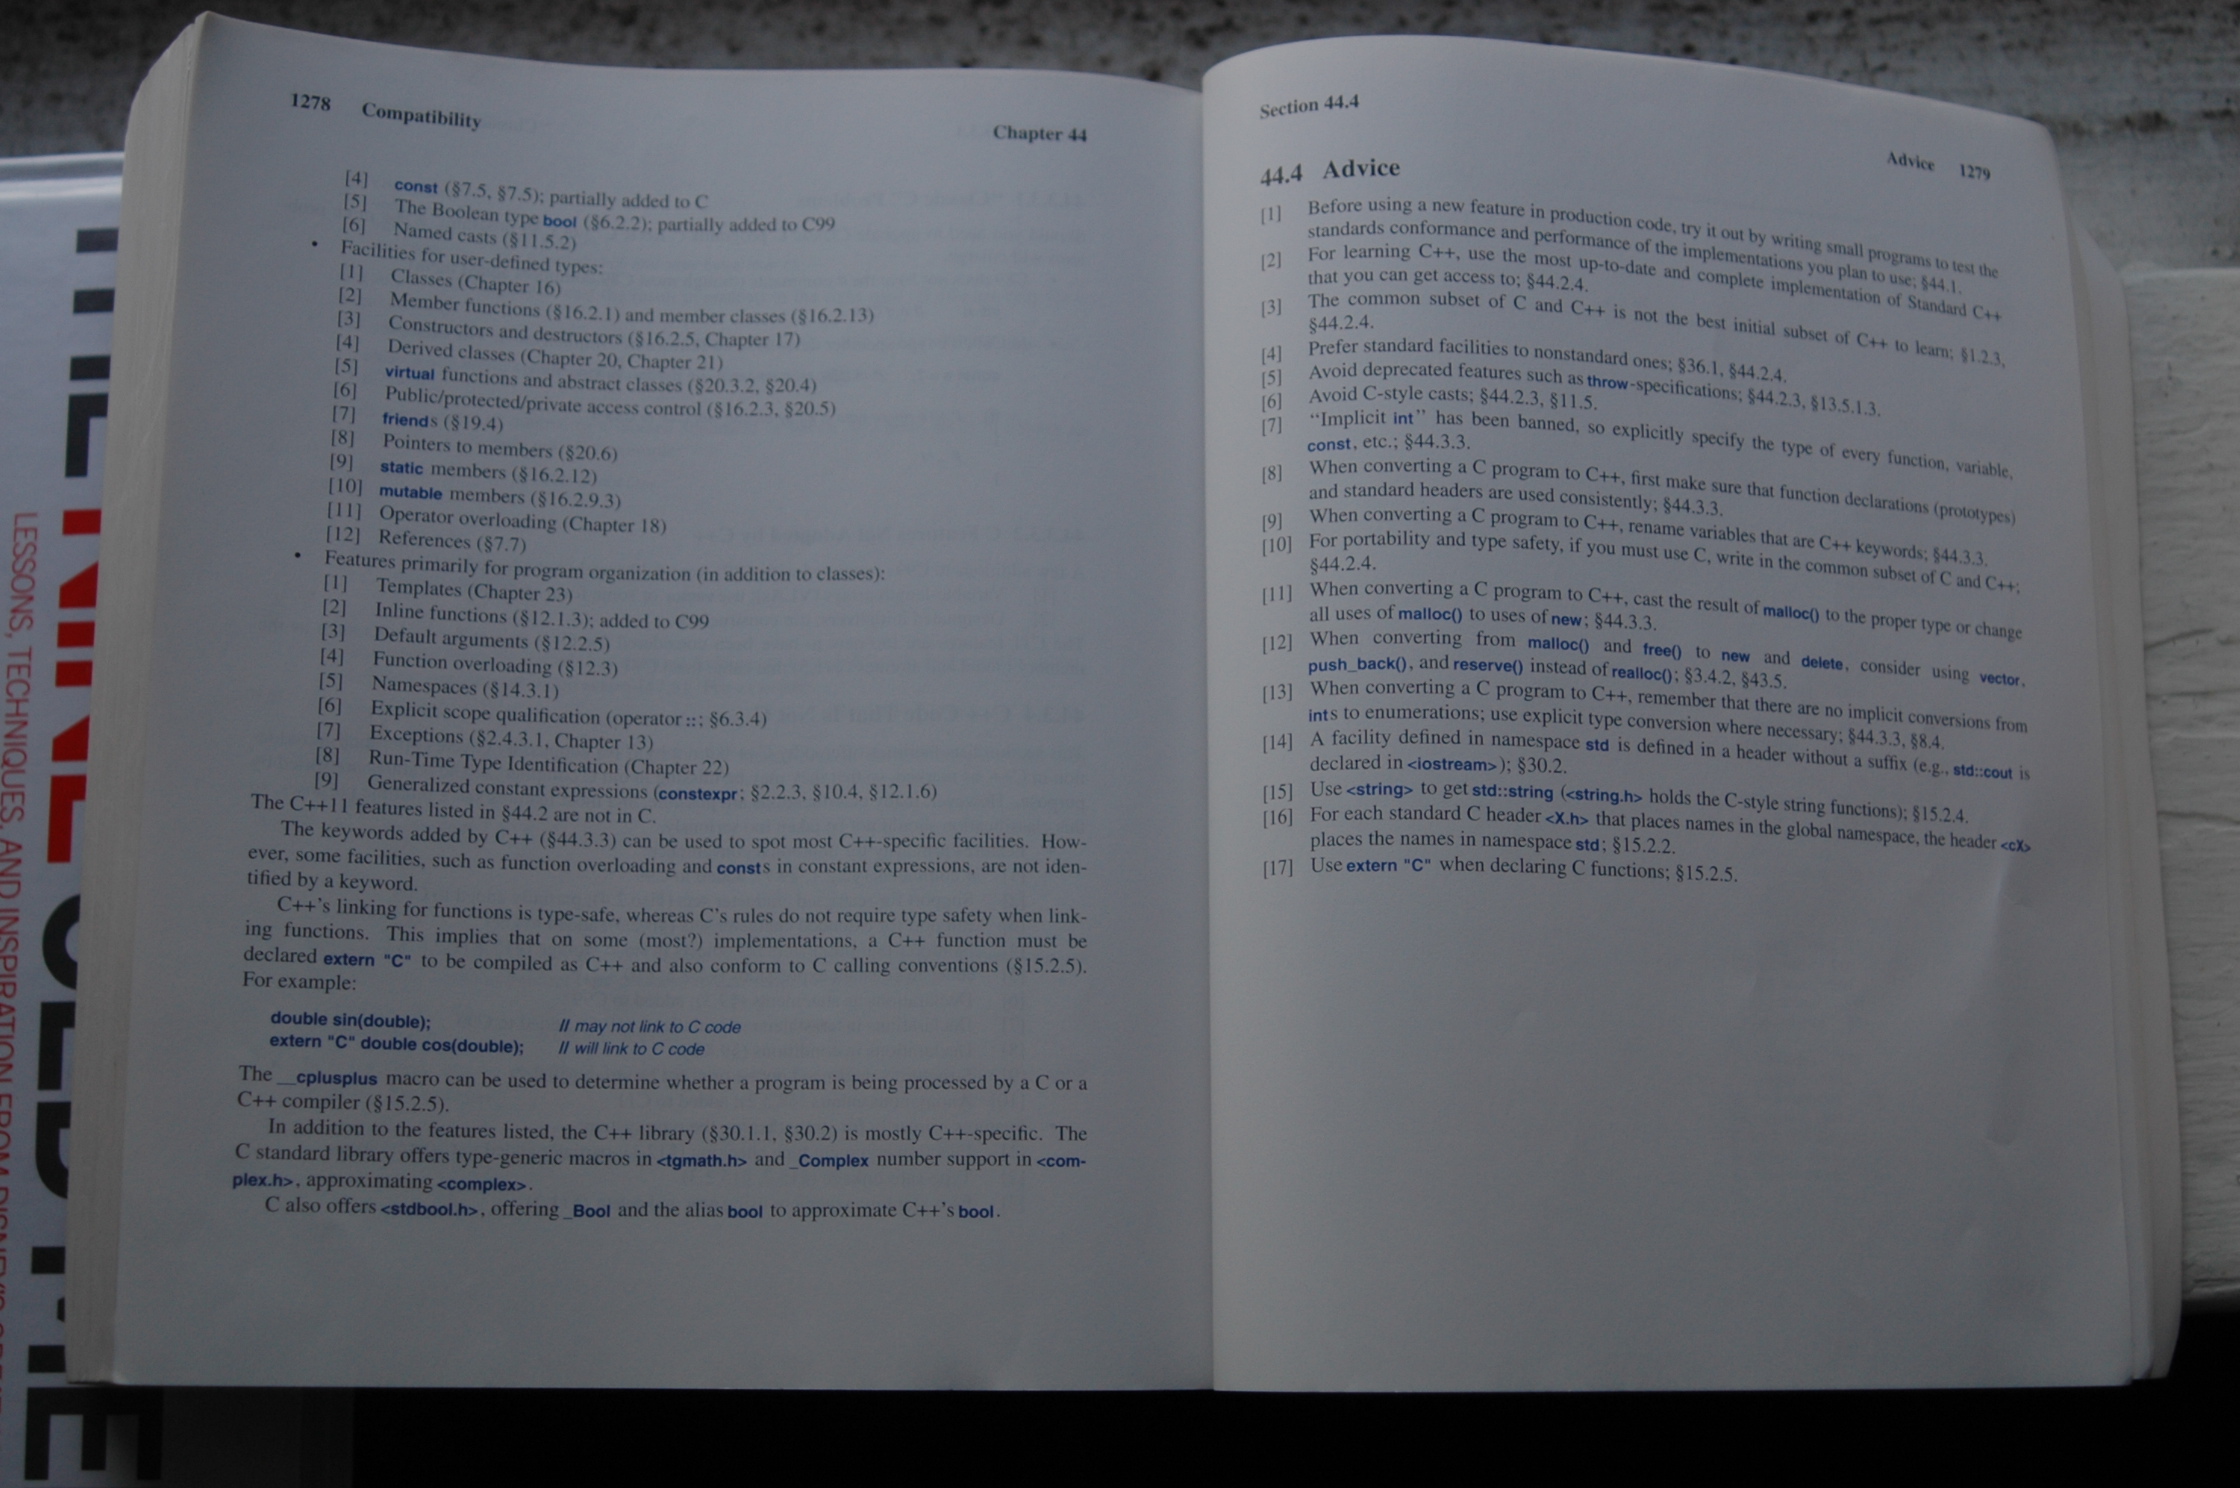 1278 Compatibility Chapter 44
[4] const (§7.5, §7.5); partially added to C
[5] The Boolean type bool (§6.2.2); partially added to C99
[6] Named casts (§11.5.2)
• Facilities for user-defined types:
[1] Classes (Chapter 16)
[2] Member functions (§16.2.1) and member classes (§16.2.13)
[3] Constructors and destructors (§16.2.5, Chapter 17)
[4] Derived classes (Chapter 20, Chapter 21)
[5] virtual functions and abstract classes (§20.3.2, §20.4)
[6] Public/protected/private access control (§16.2.3, §20.5)
[7] friends (§19.4)
[8] Pointers to members (§20.6)
[9] static members (§16.2.12)
[10] mutable members (§16.2.9.3)
[11] Operator overloading (Chapter 18)
[12] References (§7.7)
• Features primarily for program organization (in addition to classes):
[1] Templates (Chapter 23)
[2] Inline functions (§12.1.3); added to C99
[3] Default arguments (§12.2.5)
[4] Function overloading (§12.3)
[5] Namespaces (§14.3.1)
[6] Explicit scope qualification (operator ::; §6.3.4)
[7] Exceptions (§2.4.3.1, Chapter 13)
[8] Run-Time Type Identification (Chapter 22)
[9] Generalized constant expressions (constexpr; §2.2.3, §10.4, §12.1.6)
The C++11 features listed in §44.2 are not in C.
The keywords added by C++ (§44.3.3) can be used to spot most C++-specific facilities. How-
ever, some facilities, such as function overloading and consts in constant expressions, are not iden-
tified by a keyword.
C++'s linking for functions is type-safe, whereas C's rules do not require type safety when link-
ing functions. This implies that on some (most?) implementations, a C++ function must be
declared extern "C" to be compiled as C++ and also conform to C calling conventions (§15.2.5).
For example:
double sin(double); // may not link to C code
extern "C" double cos(double); // will link to C code
The __cplusplus macro can be used to determine whether a program is being processed by a C or a
C++ compiler (§15.2.5).
In addition to the features listed, the C++ library (§30.1.1, §30.2) is mostly C++-specific. The
C standard library offers type-generic macros in <tgmath.h> and _Complex number support in <com-
plex.h>, approximating <complex>.
C also offers <stdbool.h>, offering _Bool and the alias bool to approximate C++'s bool.
Section 44.4 Advice 1279
44.4 Advice
[1] Before using a new feature in production code, try it out by writing small programs to test the
standards conformance and performance of the implementations you plan to use; §44.1.
[2] For learning C++, use the most up-to-date and complete implementation of Standard C++
that you can get access to; §44.2.4.
[3] The common subset of C and C++ is not the best initial subset of C++ to learn; §1.2.3,
§44.2.4.
[4] Prefer standard facilities to nonstandard ones; §36.1, §44.2.4.
[5] Avoid deprecated features such as throw-specifications; §44.2.3, §13.5.1.3.
[6] Avoid C-style casts; §44.2.3, §11.5.
[7] "Implicit int" has been banned, so explicitly specify the type of every function, variable,
const, etc.; §44.3.3.
[8] When converting a C program to C++, first make sure that function declarations (prototypes)
and standard headers are used consistently; §44.3.3.
[9] When converting a C program to C++, rename variables that are C++ keywords; §44.3.3.
[10] For portability and type safety, if you must use C, write in the common subset of C and C++;
§44.2.4.
[11] When converting a C program to C++, cast the result of malloc() to the proper type or change
all uses of malloc() to uses of new; §44.3.3.
[12] When converting from malloc() and free() to new and delete, consider using vector,
push_back(), and reserve() instead of realloc(); §3.4.2, §43.5.
[13] When converting a C program to C++, remember that there are no implicit conversions from
ints to enumerations; use explicit type conversion where necessary; §44.3.3, §8.4.
[14] A facility defined in namespace std is defined in a header without a suffix (e.g., std::cout is
declared in <iostream>); §30.2.
[15] Use <string> to get std::string (<string.h> holds the C-style string functions); §15.2.4.
[16] For each standard C header <X.h> that places names in the global namespace, the header <cX>
places the names in namespace std; §15.2.2.
[17] Use extern "C" when declaring C functions; §15.2.5.
LESSONS, TECHNIQUES, AND INSPIRATION FROM